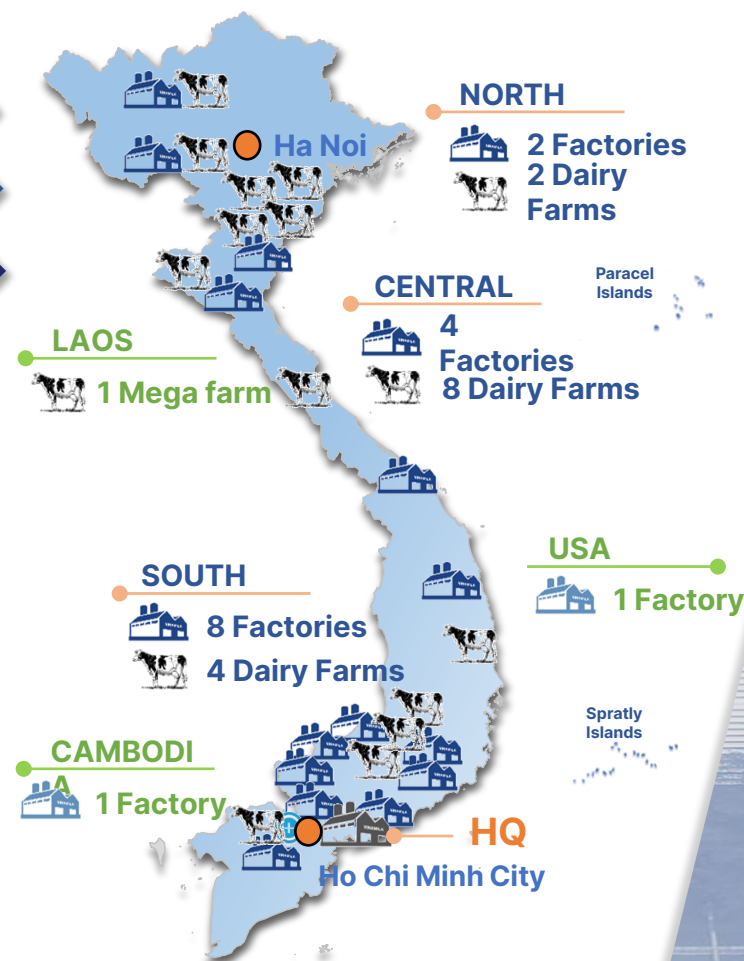 NORTH
2 Factories
2 Dairy
Farms
Ha Noi
Paracel
Islands
CENTRAL
4
Factories
8 Dairy Farms
LAOS
1 Mega farm
USA
1 Factory
SOUTH
8 Factories
4 Dairy Farms
Spratly
Islands
CAMBODI
A
1 Factory
HQ
Ho Chi Minh City